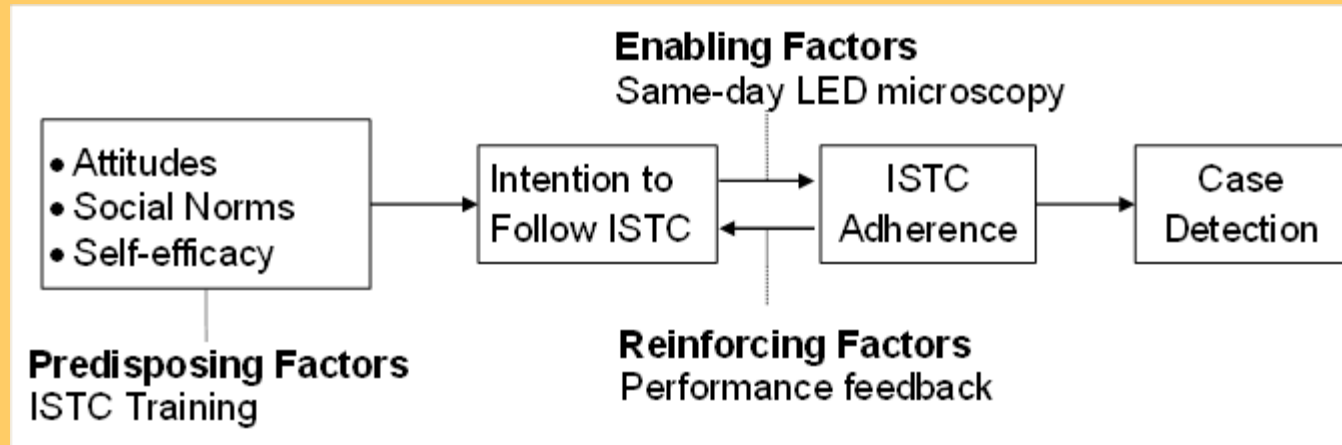 Enabling Factors
Same-day LED microscopy
• Attitudes
• Social Norms
• Self-efficacy
Intention to
Follow ISTC
ISTC
Adherence
Case
Detection
Predisposing Factors
ISTC Training
Reinforcing Factors
Performance feedback